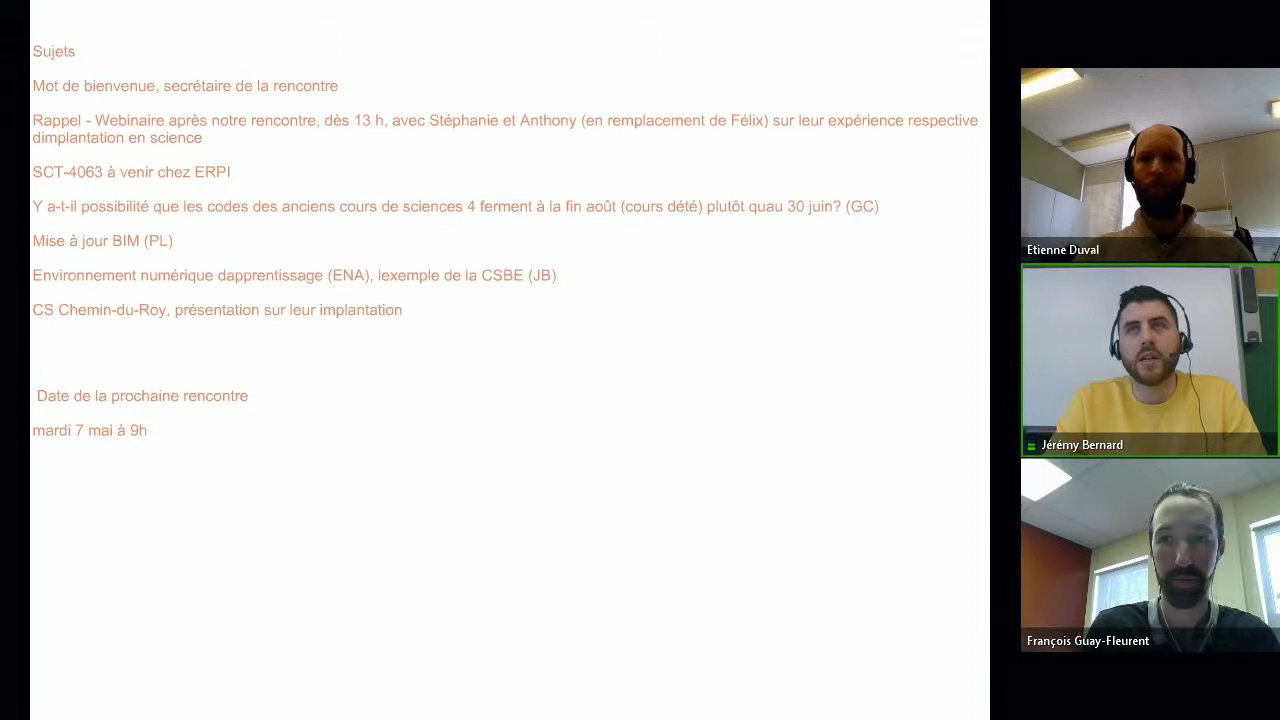 Sujets
Mot de bienvenue, secrétaire de la rencontre
Rappel - Webinaire après notre rencontre, dès 13 h, avec Stéphanie et Anthony (en remplacement de Félix) sur leur expérience respective
dimplantation en science
SCT-4063 à venir chez ERPI
Y a-t-il possibilité que les codes des anciens cours de sciences 4 ferment à la fin août (cours dété) plutôt quau 30 juin? (GC)
Mise à jour BIM (PL)
Environnement numérique dapprentissage (ENA), lexemple de la CSBE (JB)
CS Chemin-du-Roy, présentation sur leur implantation
Date de la prochaine rencontre
mardi 7 mai à 9h
Etienne Duval
Jérémy Bernard
François Guay-Fleurent